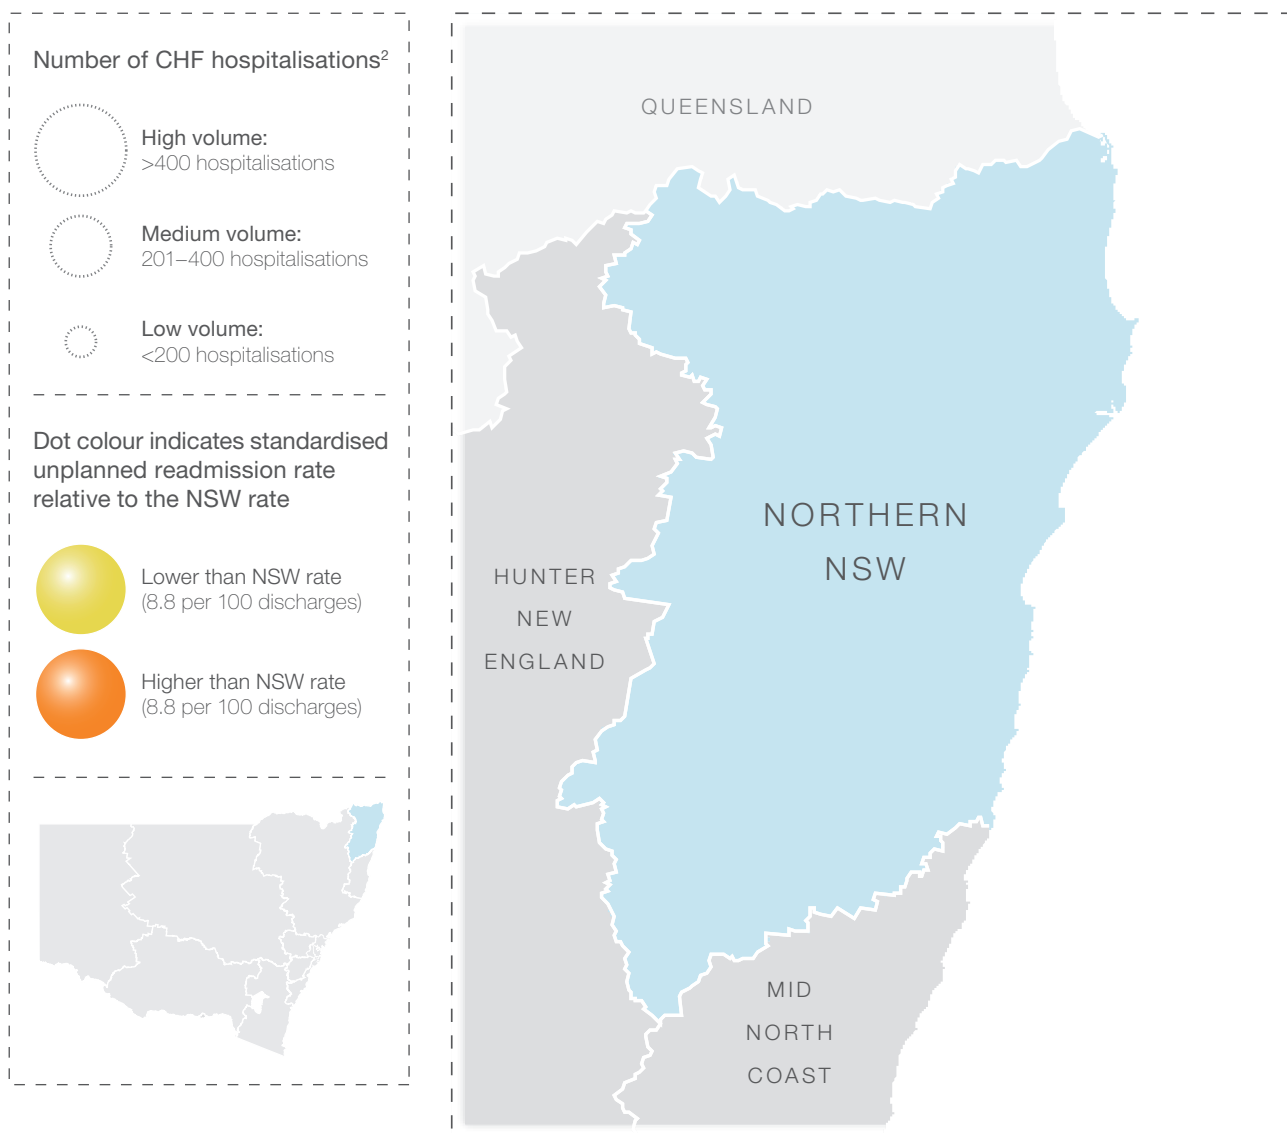 Number of CHF hospitalisations²
High volume:
>400 hospitalisations
Medium volume:
201–400 hospitalisations
Low volume:
<200 hospitalisations
Dot colour indicates standardised
unplanned readmission rate
relative to the NSW rate
Lower than NSW rate
(8.8 per 100 discharges)
Higher than NSW rate
(8.8 per 100 discharges)
QUEENSLAND
NORTHERN
NSW
HUNTER
NEW
ENGLAND
MID
NORTH
COAST